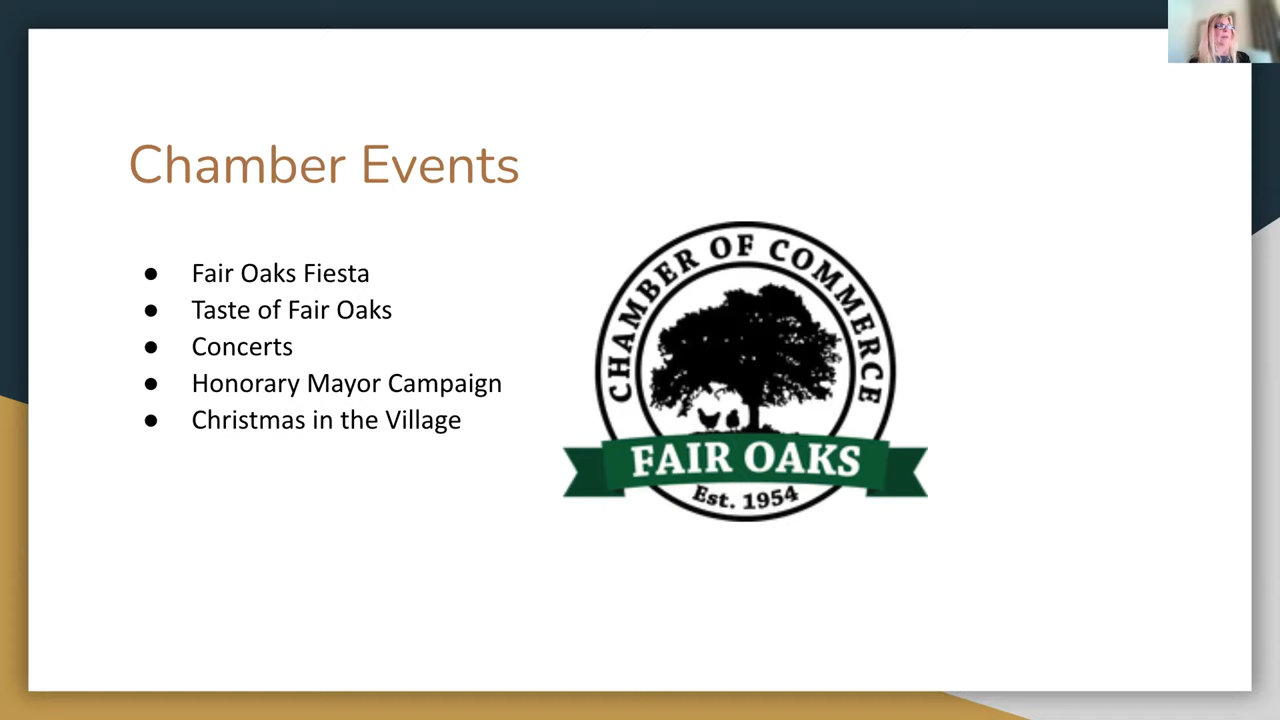 Chamber Events
● Fair Oaks Fiesta
● Taste of Fair Oaks
● Concerts
● Honorary Mayor Campaign
● Christmas in the Village
CHAMBER OF COMMERCE
FAIR OAKS
Est. 1954